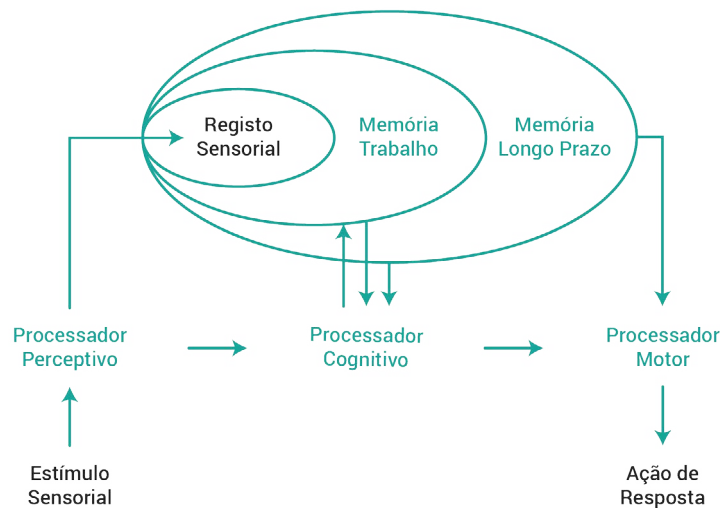 Registo
Sensorial
Memória
Trabalho
Memória
Longo Prazo
Processador
Perceptivo
Processador
Cognitivo
Processador
Motor
Estímulo
Sensorial
Ação de
Resposta